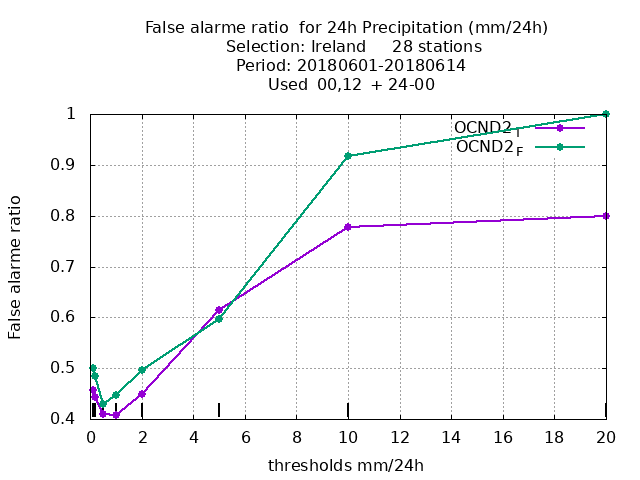 False alarme ratio  for 24h Precipitation (mm/24h)
Selection: Ireland     28 stations
Period: 20180601-20180614
Used  00,12  + 24-00
OCND2_T
OCND2_F
1
0.9
0.8
0.7
0.6
0.5
0.4
False alarme ratio
0 2 4 6 8 10 12 14 16 18 20
thresholds mm/24h